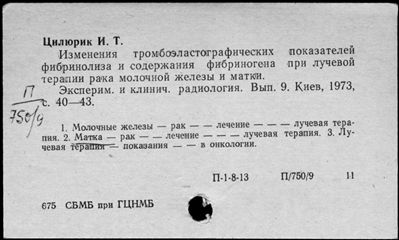 Цилюрик И. Т.
Изменения тромбоэластографических показателей
фибринолиза и содержания фибриногена при лучевой
терапии рака молочной железы и матки.
Эксперим. и клинич. радиология. Вып. 9. Киев, 1973,
с. 40—43.
П
750/9
1. Молочные железы — рак — — лечение — — — лучевая тера-
пия. 2. Матка — рак — — лечение — — — лучевая терапия. 3. Лу-
чевая терапия — показания — — в онкологии.
П-1-8-13 П/750/9 11
675 СБМБ при ГЦНМБ